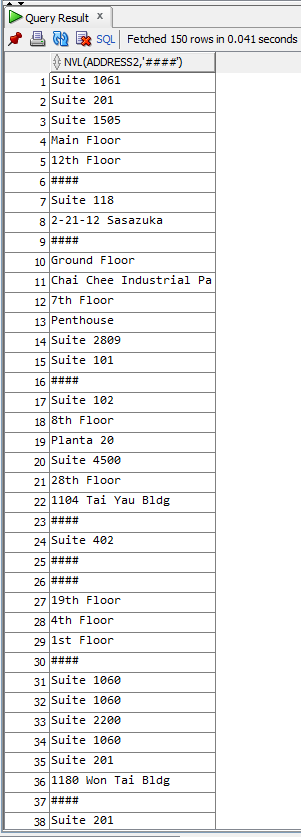 Query Result x
SQL Fetched 150 rows in 0.041 seconds
NVL(ADDRESS2,'####')
1 Suite 1061
2 Suite 201
3 Suite 1505
4 Main Floor
5 12th Floor
6 ####
7 Suite 118
8 2-21-12 Sasazuka
9 ####
10 Ground Floor
11 Chai Chee Industrial Pa
12 7th Floor
13 Penthouse
14 Suite 2809
15 Suite 101
16 ####
17 Suite 102
18 8th Floor
19 Planta 20
20 Suite 4500
21 28th Floor
22 1104 Tai Yau Bldg
23 ####
24 Suite 402
25 ####
26 ####
27 19th Floor
28 4th Floor
29 1st Floor
30 ####
31 Suite 1060
32 Suite 1060
33 Suite 2200
34 Suite 1060
35 Suite 201
36 1180 Won Tai Bldg
37 ####
38 Suite 201